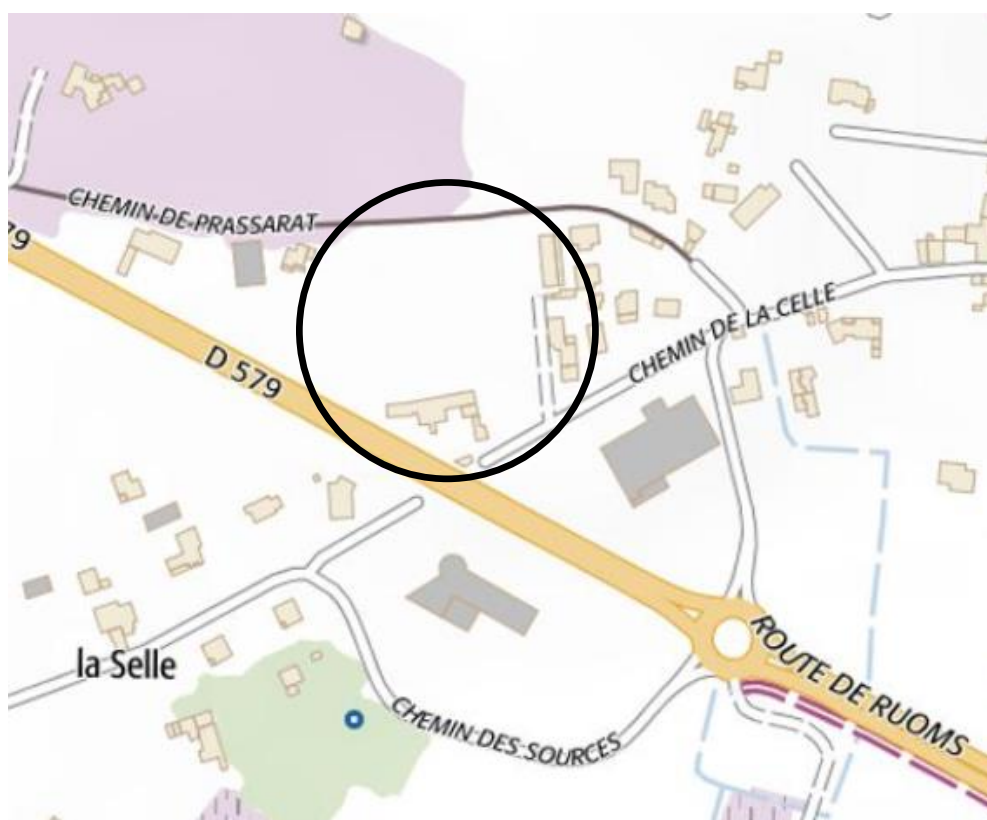 CHEMIN-DE-PRASSARAT
79
D 579
CHEMIN DE LA CELLE
la Selle
ROUTE DE RUOMS
CHEMIN DES SOURCES